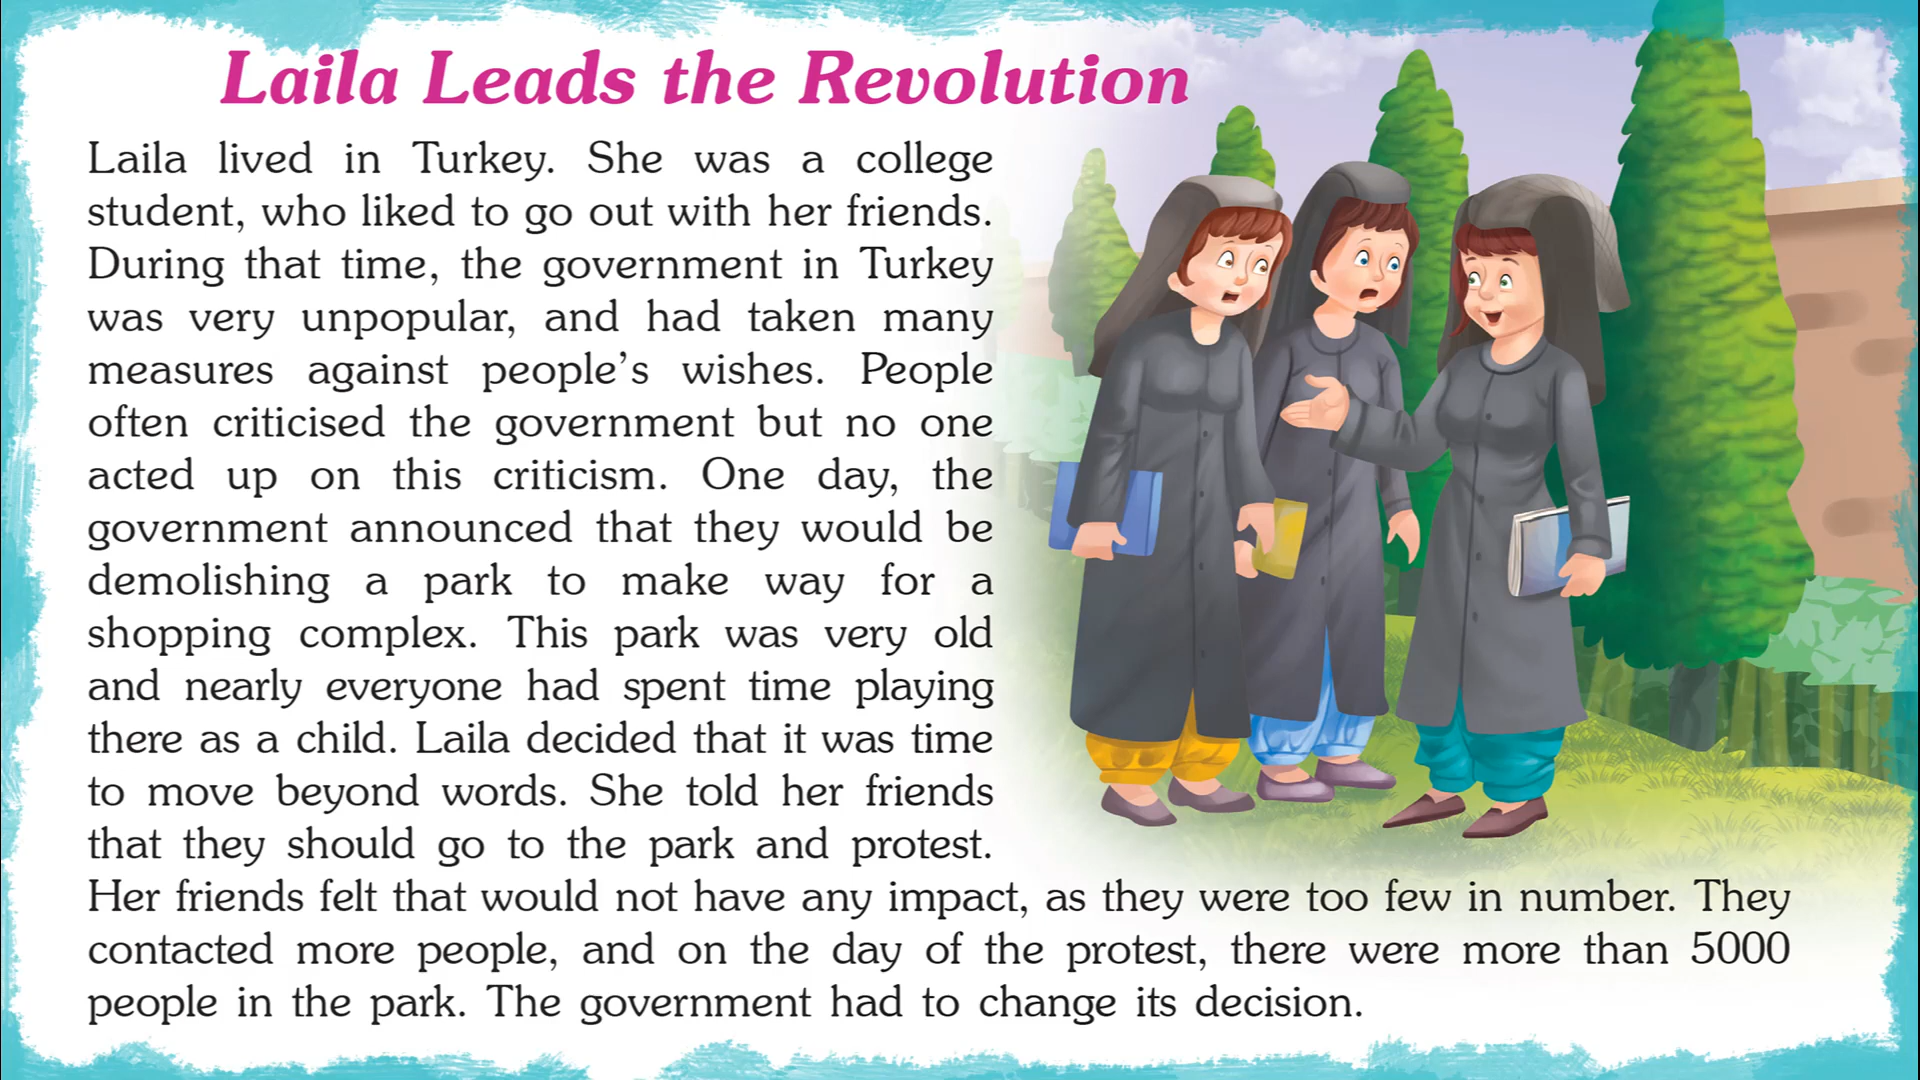 Laila Leads the Revolution
Laila lived in Turkey. She was a college
student, who liked to go out with her friends.
During that time, the government in Turkey
was very unpopular, and had taken many
measures against people’s wishes. People
often criticised the government but no one
acted up on this criticism. One day, the
government announced that they would be
demolishing a park to make way for a
shopping complex. This park was very old
and nearly everyone had spent time playing
there as a child. Laila decided that it was time
to move beyond words. She told her friends
that they should go to the park and protest.
Her friends felt that would not have any impact, as they were too few in number. They
contacted more people, and on the day of the protest, there were more than 5000
people in the park. The government had to change its decision.